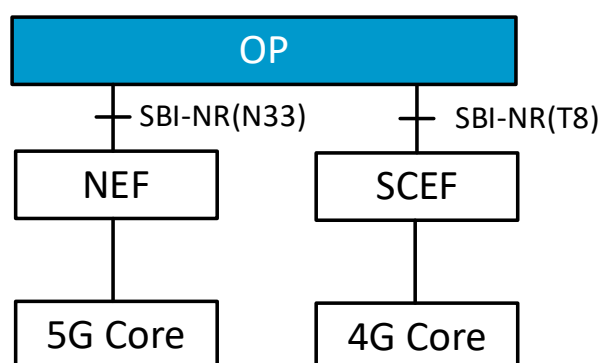 OP
SBI-NR(N33)
SBI-NR(T8)
NEF
SCEF
5G Core
4G Core